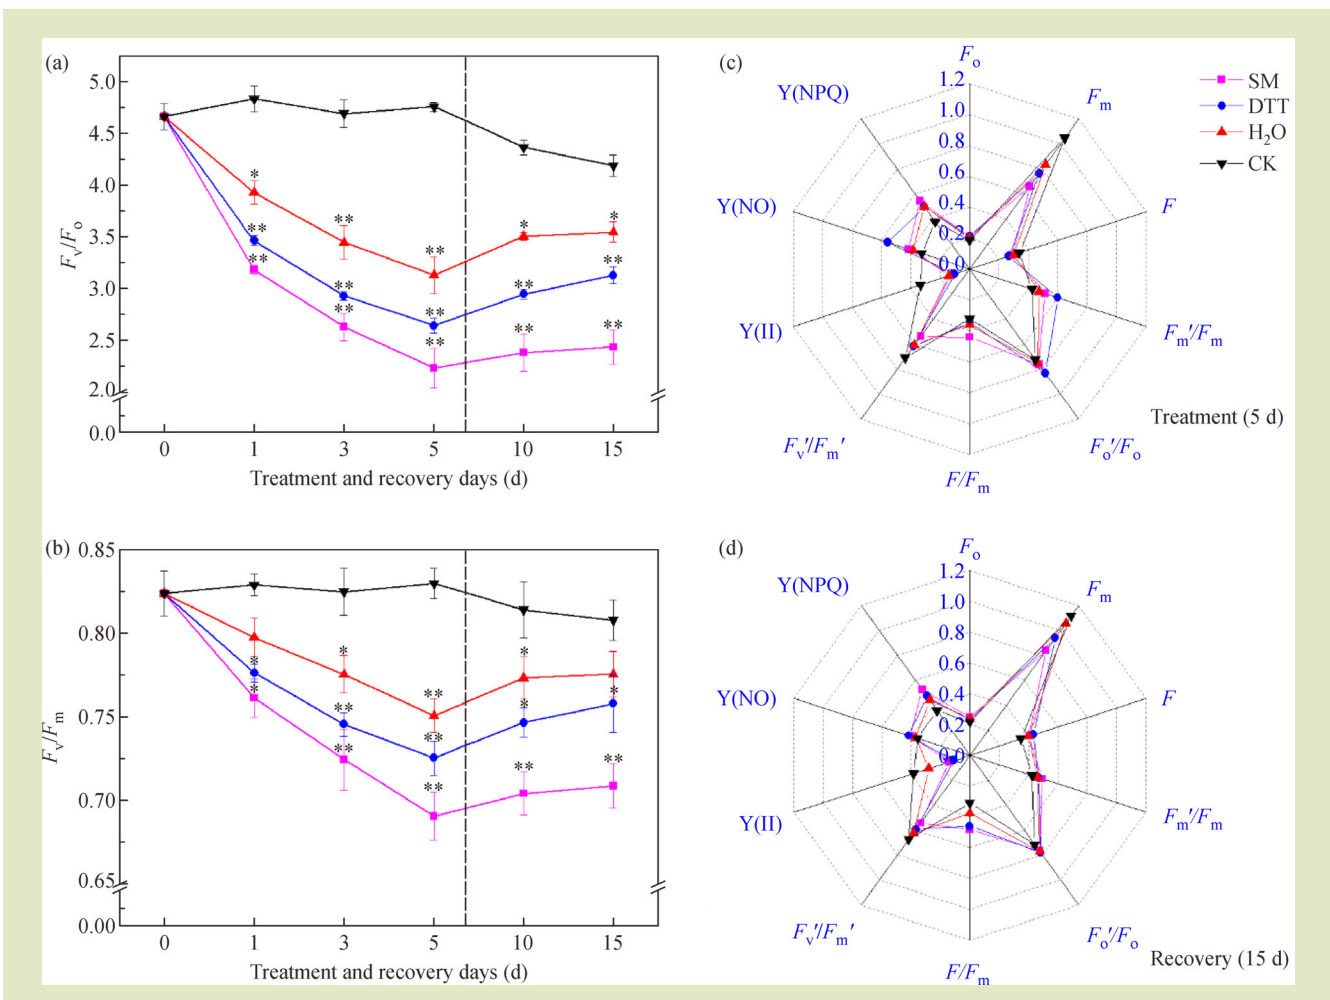 (a)
5.0
4.5
4.0
3.5
3.0
2.5
2.0
0.0
Fv/Fo
* ** **
** ** **
** ** **
* ** **
* ** **
0 1 3 5 10 15
Treatment and recovery days (d)
(b)
0.85
0.80
0.75
0.70
0.65
0.00
Fv/Fm
* *
* ** **
** ** **
* * **
* **
0 1 3 5 10 15
Treatment and recovery days (d)
(c)
Fo
Fm
F
Fm′/Fm
Fo′/Fo
F/Fm
Fv′/Fm′
Y(II)
Y(NO)
Y(NPQ)
1.2
1.0
0.8
0.6
0.4
0.2
0.0
SM
DTT
H2O
CK
Treatment (5 d)
(d)
Fo
Fm
F
Fm′/Fm
Fo′/Fo
F/Fm
Fv′/Fm′
Y(II)
Y(NO)
Y(NPQ)
1.2
1.0
0.8
0.6
0.4
0.2
0.0
Recovery (15 d)